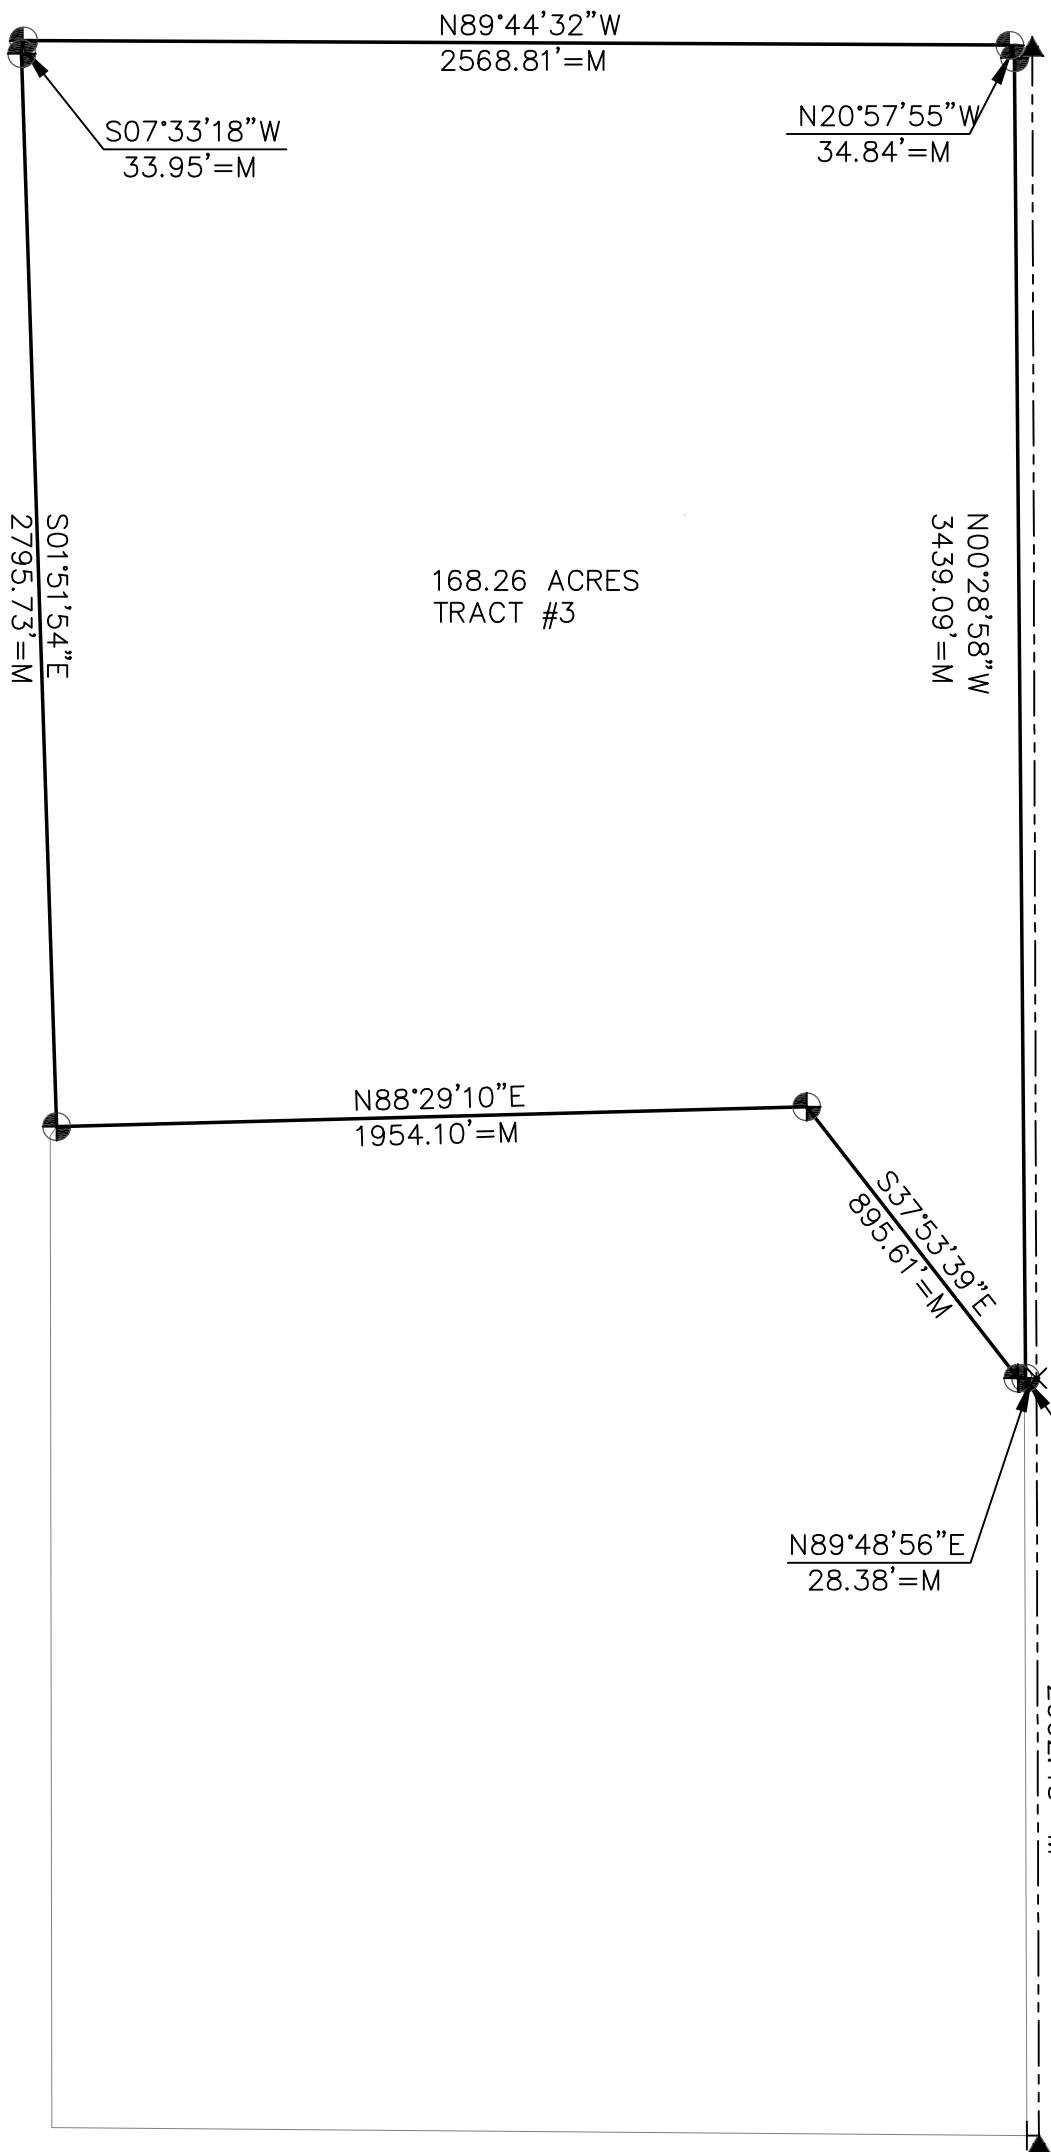 N89°44'32"W
2568.81'=M
S07°33'18"W
33.95'=M
N20°57'55"W
34.84'=M
S01°51'54"E
2795.73'=M
168.26 ACRES
TRACT #3
N00°28'58"W
3439.09'=M
N88°29'10"E
1954.10'=M
S37°53'39"E
895.61'=M
N89°48'56"E
28.38'=M